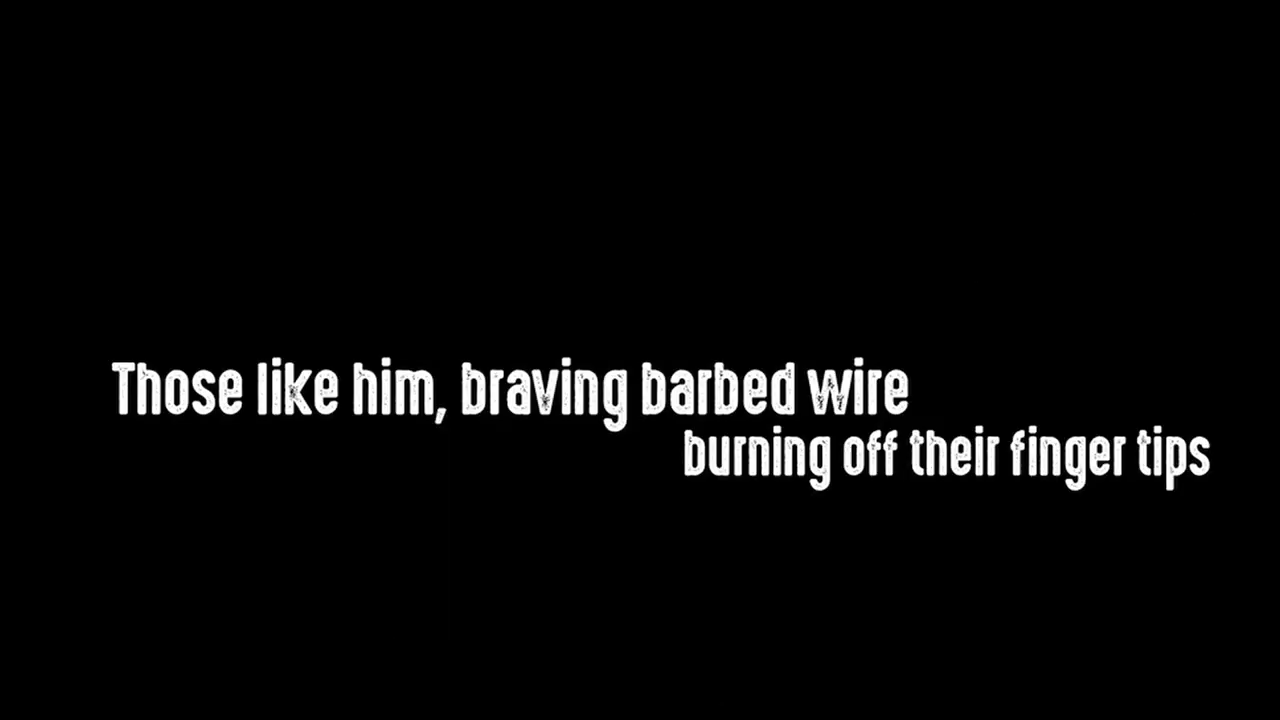 Those like him, braving barbed wire
burning off their finger tips